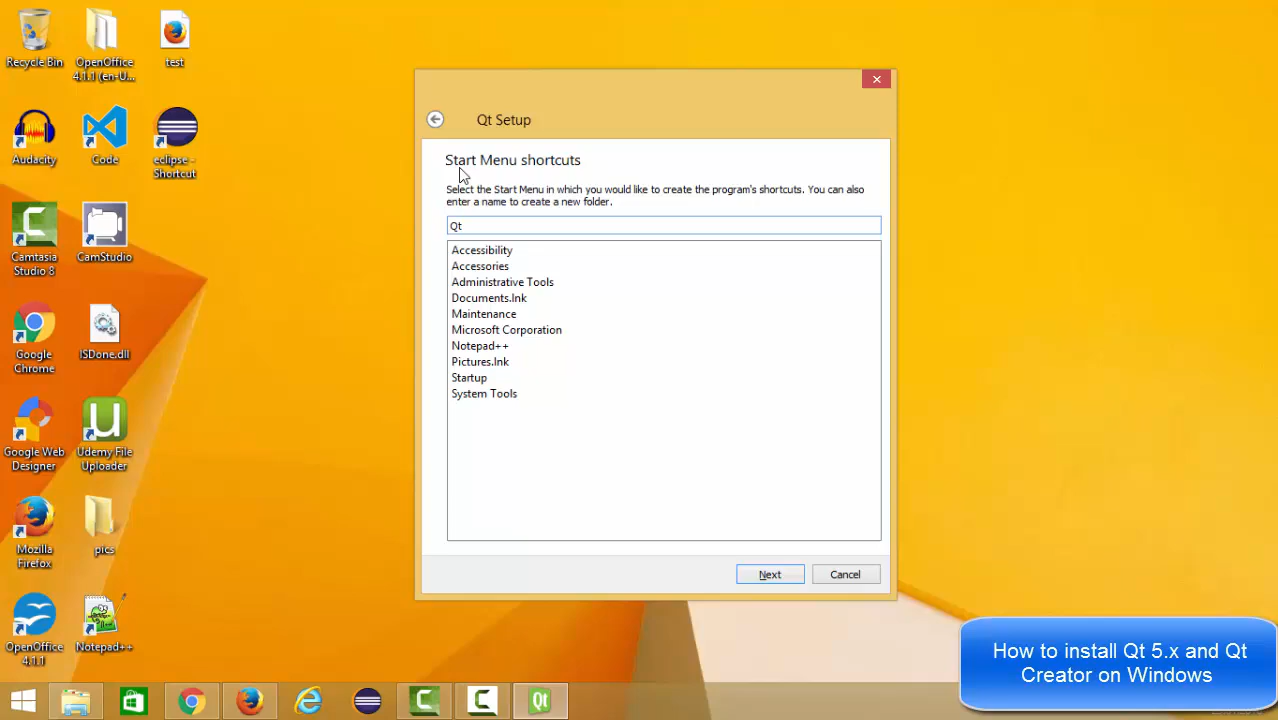 Recycle Bin
OpenOffice
4.1.1 (en-U...
test
Audacity
Code
eclipse -
Shortcut
Camtasia
Studio 8
CamStudio
Google
Chrome
ISDone.dll
Google Web
Designer
Udemy File
Uploader
Mozilla
Firefox
pics
OpenOffice
4.1.1
Notepad++
Qt Setup
Start Menu shortcuts
Select the Start Menu in which you would like to create the program's shortcuts. You can also
enter a name to create a new folder.
Qt
Accessibility
Accessories
Administrative Tools
Documents.lnk
Maintenance
Microsoft Corporation
Notepad++
Pictures.lnk
Startup
System Tools
Next
Cancel
How to install Qt 5.x and Qt
Creator on Windows
Qt